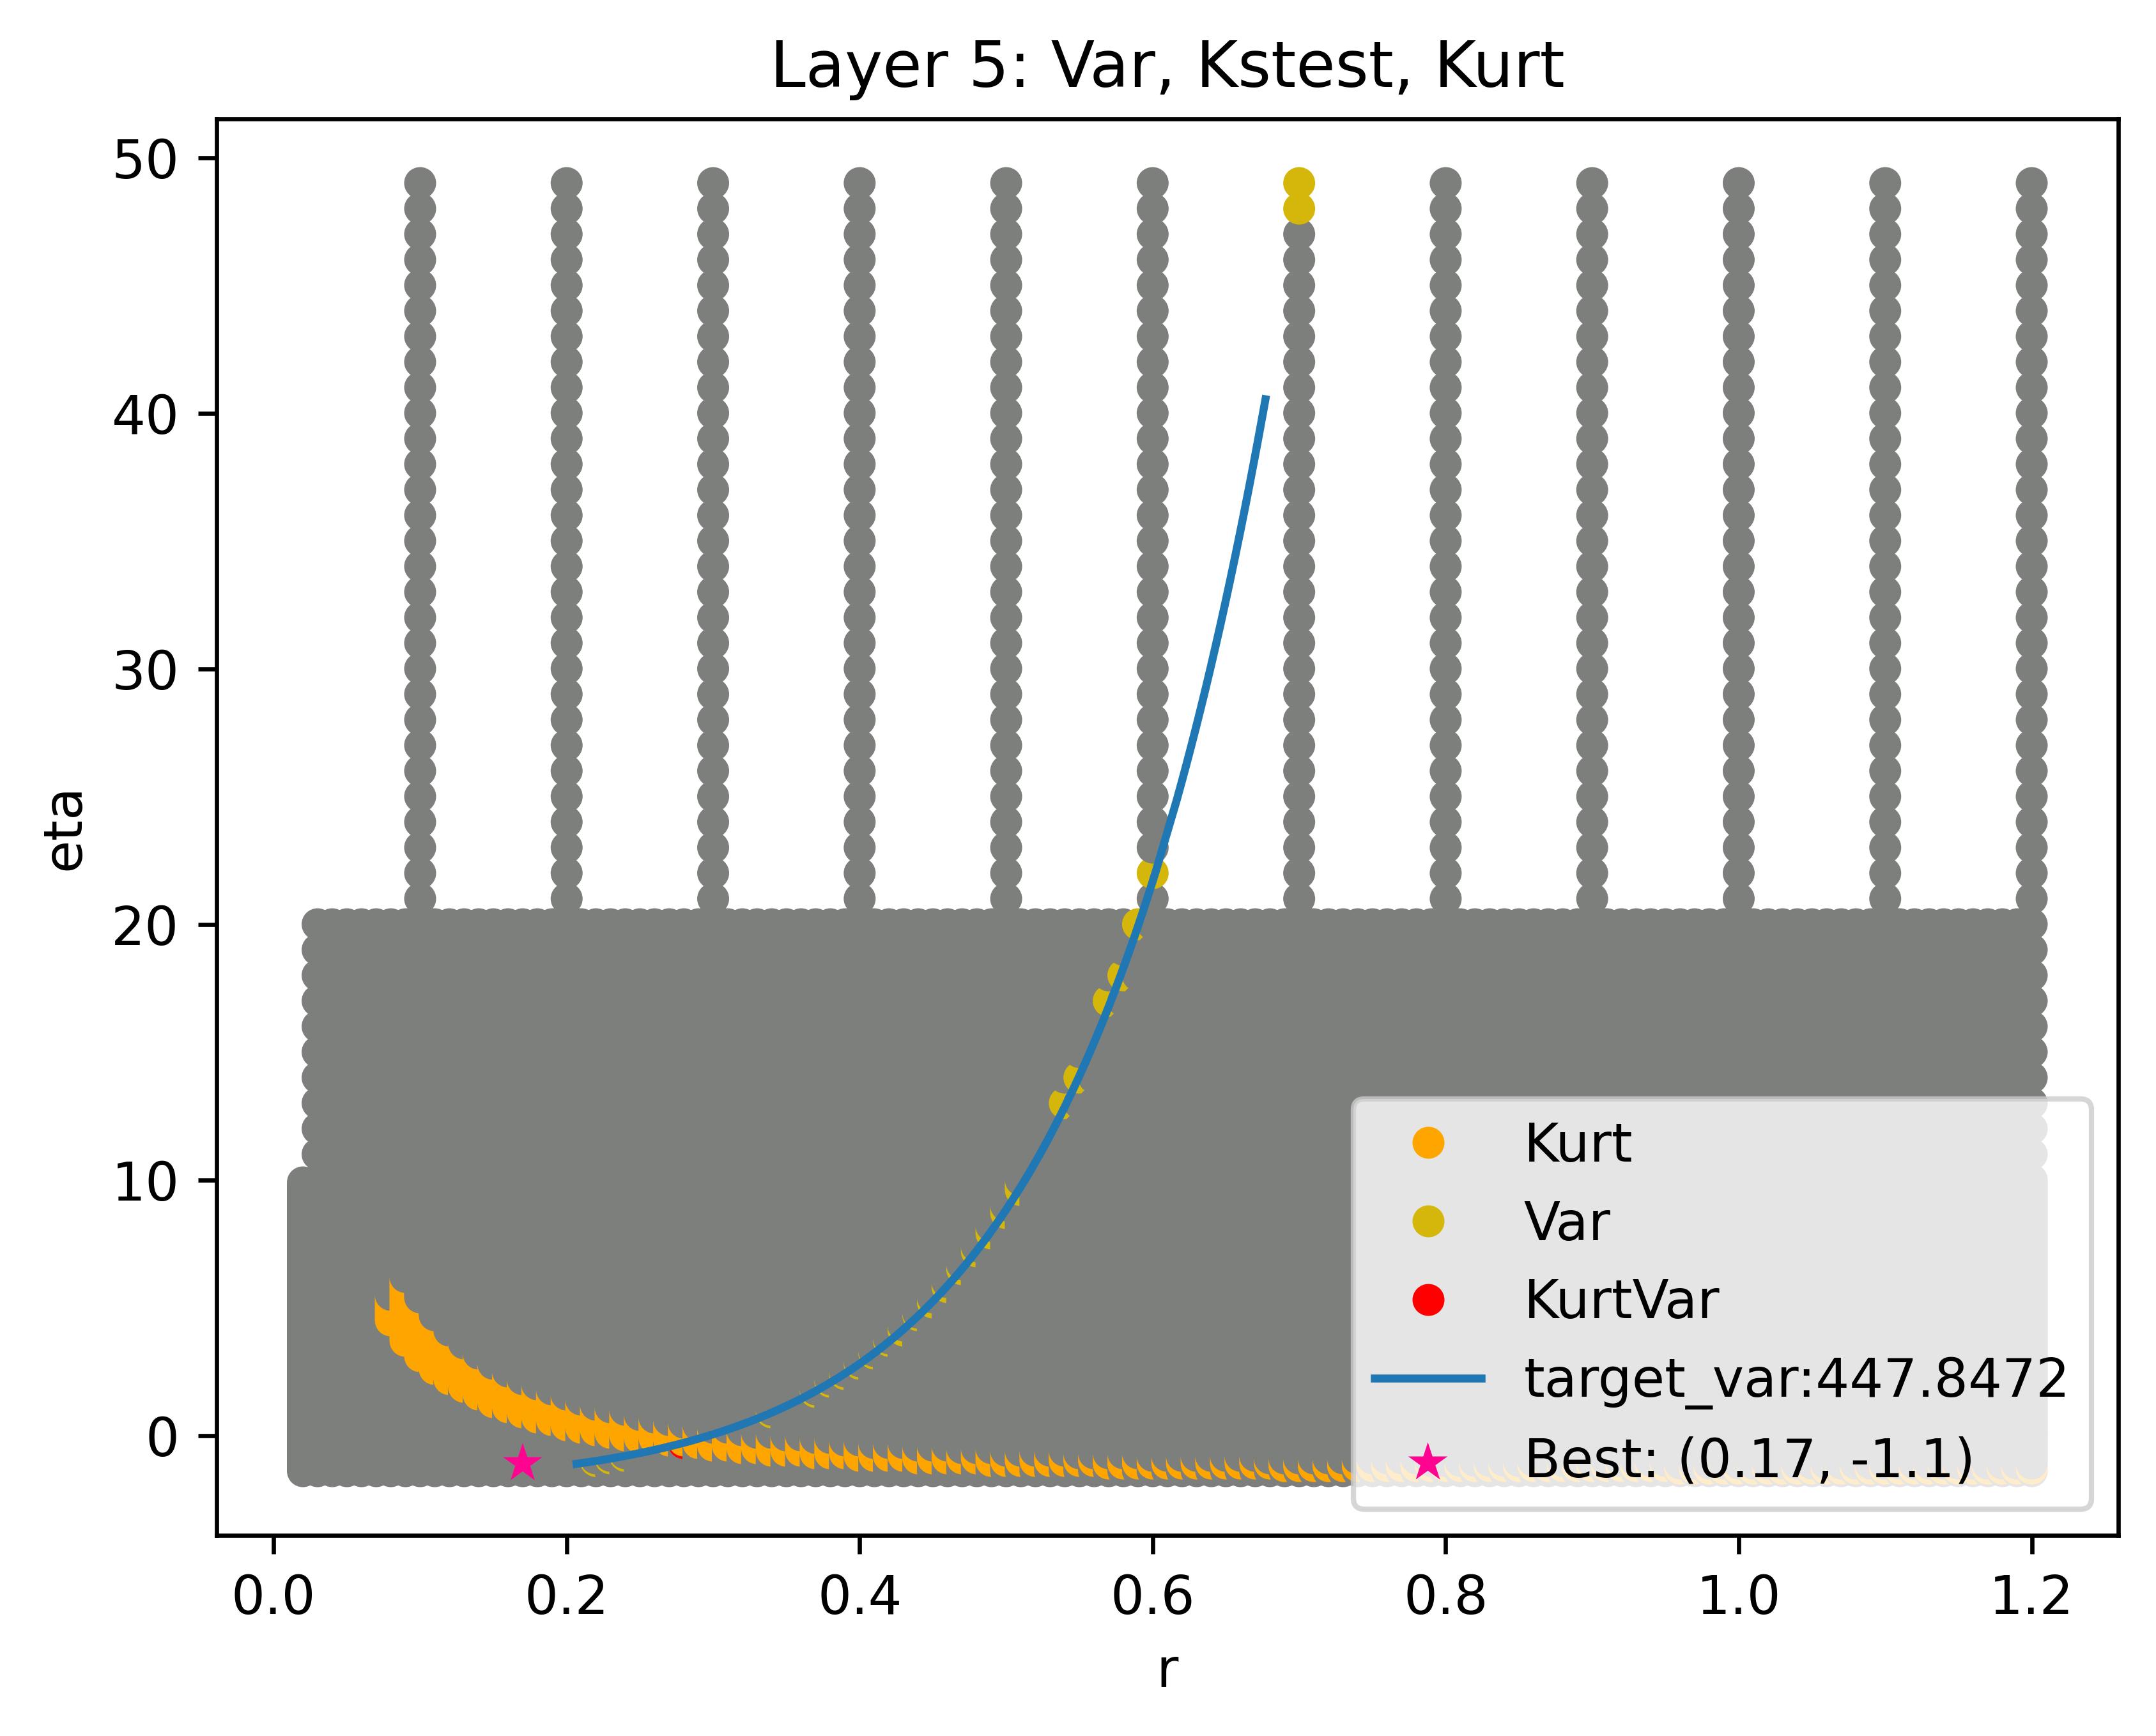 Layer 5: Var, Kstest, Kurt
50
40
30
20
10
0
eta
Kurt
Var
KurtVar
target_var:447.8472
Best: (0.17, -1.1)
0.0 0.2 0.4 0.6 0.8 1.0 1.2
r